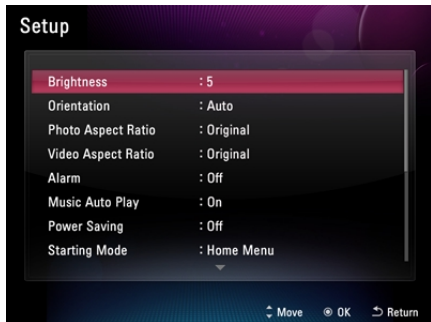 Setup
Brightness : 5
Orientation : Auto
Photo Aspect Ratio : Original
Video Aspect Ratio : Original
Alarm : Off
Music Auto Play : On
Power Saving : Off
Starting Mode : Home Menu
Move OK Return